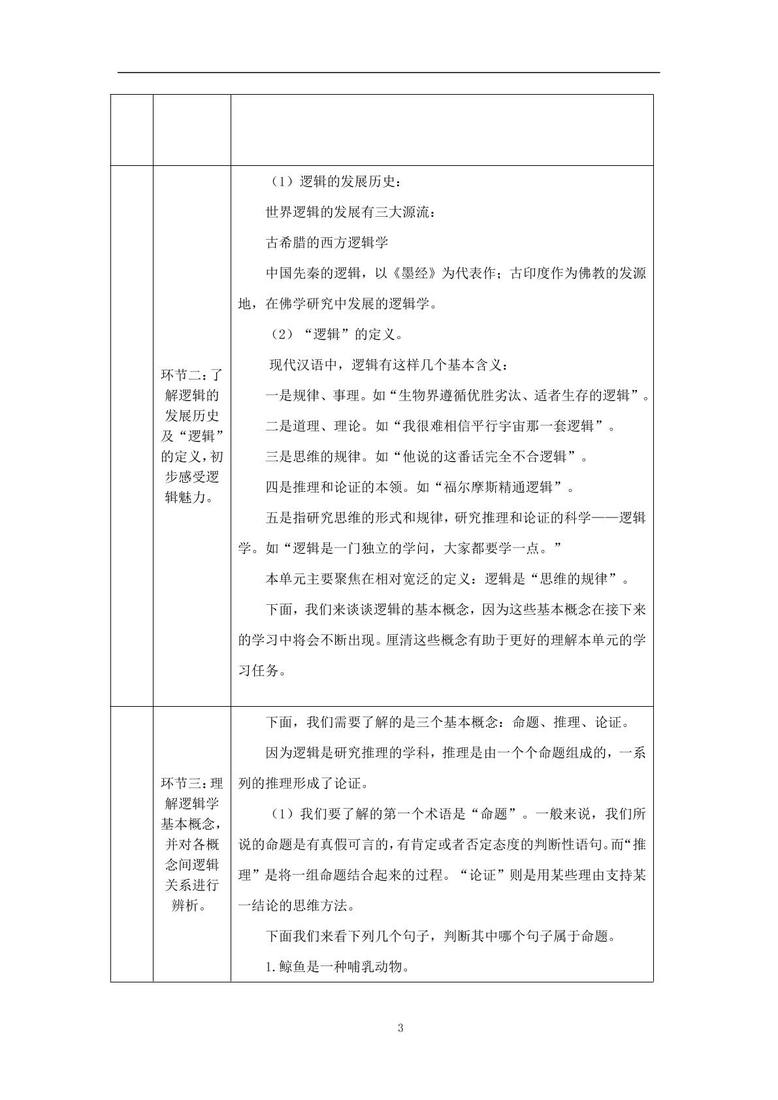 （1）逻辑的发展历史：
世界逻辑的发展有三大源流：
古希腊的西方逻辑学
中国先秦的逻辑，以《墨经》为代表作；古印度作为佛教的发源
地，在佛学研究中发展的逻辑学。
（2）“逻辑”的定义。
环节二：了
解逻辑的
发展历史
及“逻辑”
的定义，初
步感受逻
辑魅力。
现代汉语中，逻辑有这样几个基本含义：
一是规律、事理。如“生物界遵循优胜劣汰、适者生存的逻辑”。
二是道理、理论。如“我很难相信平行宇宙那一套逻辑”。
三是思维的规律。如“他说的这番话完全不合逻辑”。
四是推理和论证的本领。如“福尔摩斯精通逻辑”。
五是指研究思维的形式和规律，研究推理和论证的科学——逻辑
学。如“逻辑是一门独立的学问，大家都要学一点。”
本单元主要聚焦在相对宽泛的定义：逻辑是“思维的规律”。
下面，我们来谈谈逻辑的基本概念，因为这些基本概念在接下来
的学习中将会不断出现。厘清这些概念有助于更好的理解本单元的学
习任务。
环节三：理
解逻辑学
基本概念，
并对各概
念间逻辑
关系进行
辨析。
下面，我们需要了解的是三个基本概念：命题、推理、论证。
因为逻辑是研究推理的学科，推理是由一个个命题组成的，一系
列的推理形成了论证。
（1）我们要了解的第一个术语是“命题”。一般来说，我们所
说的命题是有真假可言的，有肯定或者否定态度的判断性语句。而“推
理”是将一组命题结合起来的过程。“论证”则是用某些理由支持某
一结论的思维方法。
下面我们来看下列几个句子，判断其中哪个句子属于命题。
1.鲸鱼是一种哺乳动物。
3